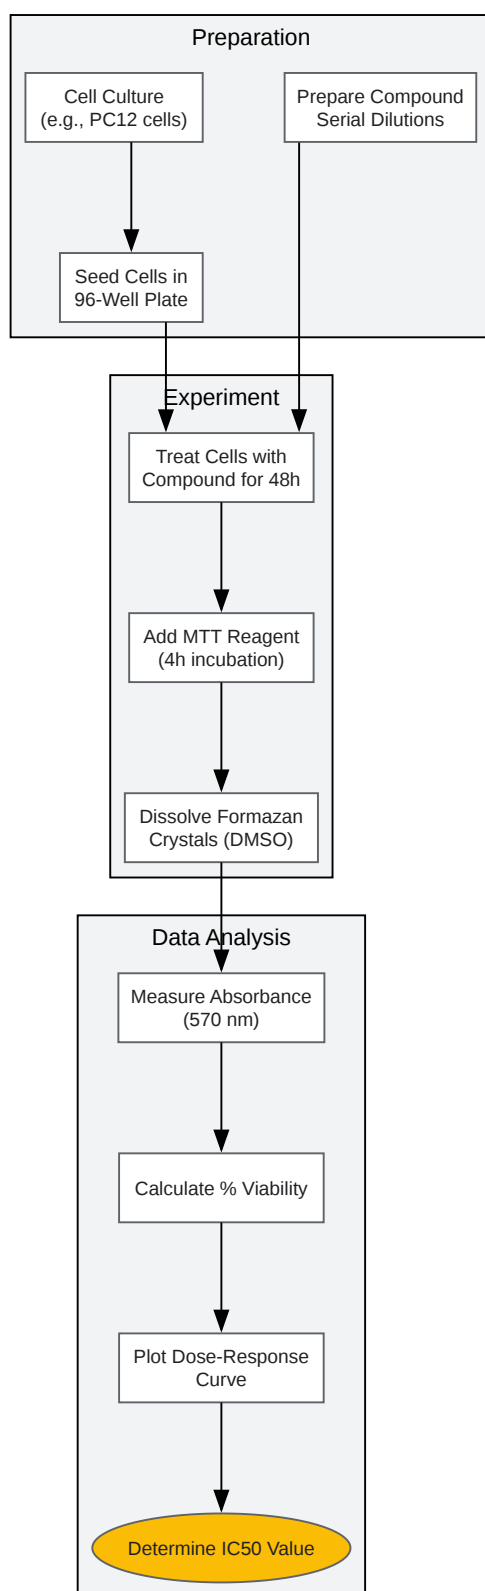 Preparation
Cell Culture
(e.g., PC12 cells)
Prepare Compound
Serial Dilutions
Seed Cells in
96-Well Plate
Experiment
Treat Cells with
Compound for 48h
Add MTT Reagent
(4h incubation)
Dissolve Formazan
Crystals (DMSO)
Data Analysis
Measure Absorbance
(570 nm)
Calculate % Viability
Plot Dose-Response
Curve
Determine IC50 Value